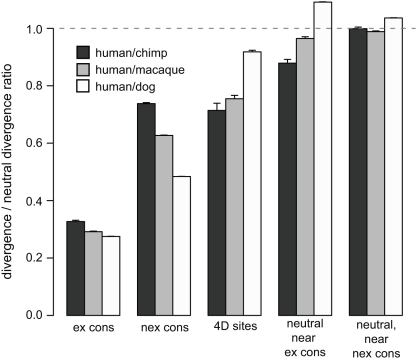 divergence / neutral divergence ratio
1.0
0.8
0.6
0.4
0.2
0.0
human/chimp
human/macaque
human/dog
ex cons
nex cons
4D sites
neutral
near
ex cons
neutral,
near
nex cons